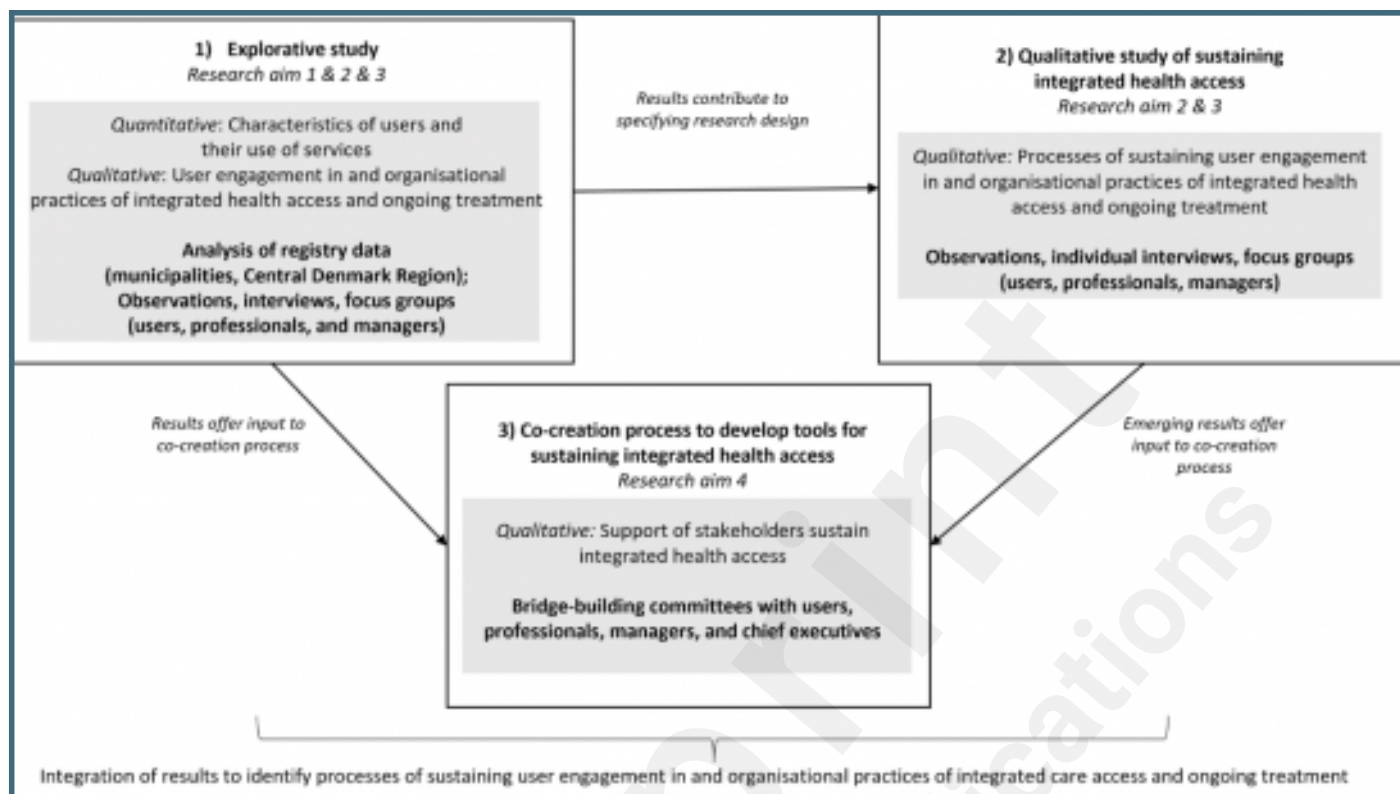 1) Explorative study
Research aim 1 & 2 & 3
Quantitative: Characteristics of users and
their use of services
Qualitative: User engagement in and organisational
practices of integrated health access and ongoing treatment
Analysis of registry data
(municipalities, Central Denmark Region);
Observations, interviews, focus groups
(users, professionals, and managers)
Results contribute to
specifying research design
2) Qualitative study of sustaining
integrated health access
Research aim 2 & 3
Qualitative: Processes of sustaining user engagement
in and organisational practices of integrated health
access and ongoing treatment
Observations, individual interviews, focus groups
(users, professionals, managers)
Results offer input to
co-creation process
3) Co-creation process to develop tools for
sustaining integrated health access
Research aim 4
Qualitative: Support of stakeholders sustain
integrated health access
Bridge-building committees with users,
professionals, managers, and chief executives
Emerging results offer
input to co-creation
process
Integration of results to identify processes of sustaining user engagement in and organisational practices of integrated care access and ongoing treatment
rint
ications